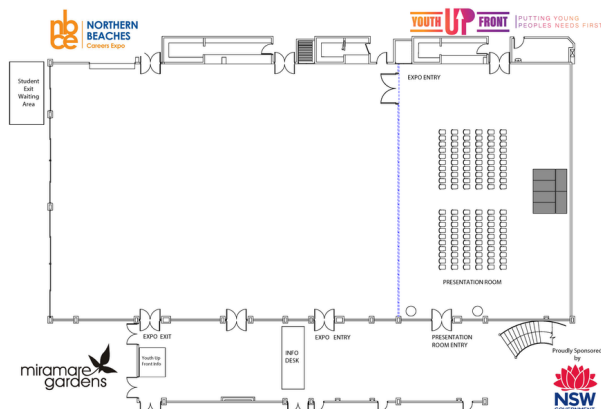 nbce
NORTHERN
BEACHES
Careers Expo
YOUTH UP FRONT
PUTTING YOUNG
PEOPLES NEEDS FIRST
Student
Exit
Waiting
Area
EXPO ENTRY
PRESENTATION ROOM
EXPO EXIT
EXPO ENTRY
PRESENTATION
ROOM ENTRY
INFO
DESK
Youth Up
Front Info
miramare
gardens
Proudly Sponsored
by
NSW
GOVERNMENT